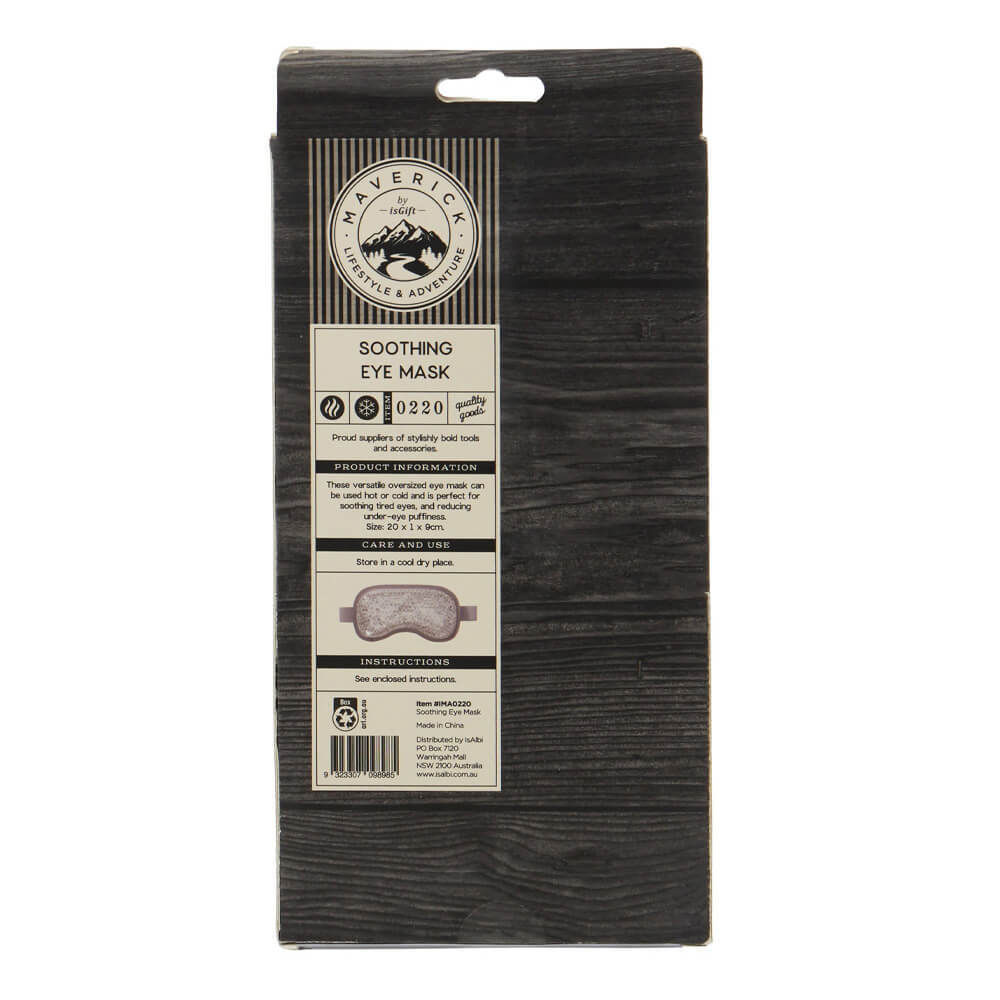 MAVERICK
by
isGift
LIFESTYLE & ADVENTURE
SOOTHING
EYE MASK
ITEM 0220 quality goods
Proud suppliers of stylishly bold tools
and accessories.
PRODUCT INFORMATION
These versatile oversized eye mask can
be used hot or cold and is perfect for
soothing tired eyes, and reducing
under-eye puffiness.
Size: 20 x 1 x 9cm.
CARE AND USE
Store in a cool dry place.
INSTRUCTIONS
See enclosed instructions.
Box
arl.org.au
Item #IMA0220
Soothing Eye Mask
Made in China
Distributed by IsAlbi
PO Box 7120
Warringah Mall
NSW 2100 Australia
www.isalbi.com.au
9 323307 098985